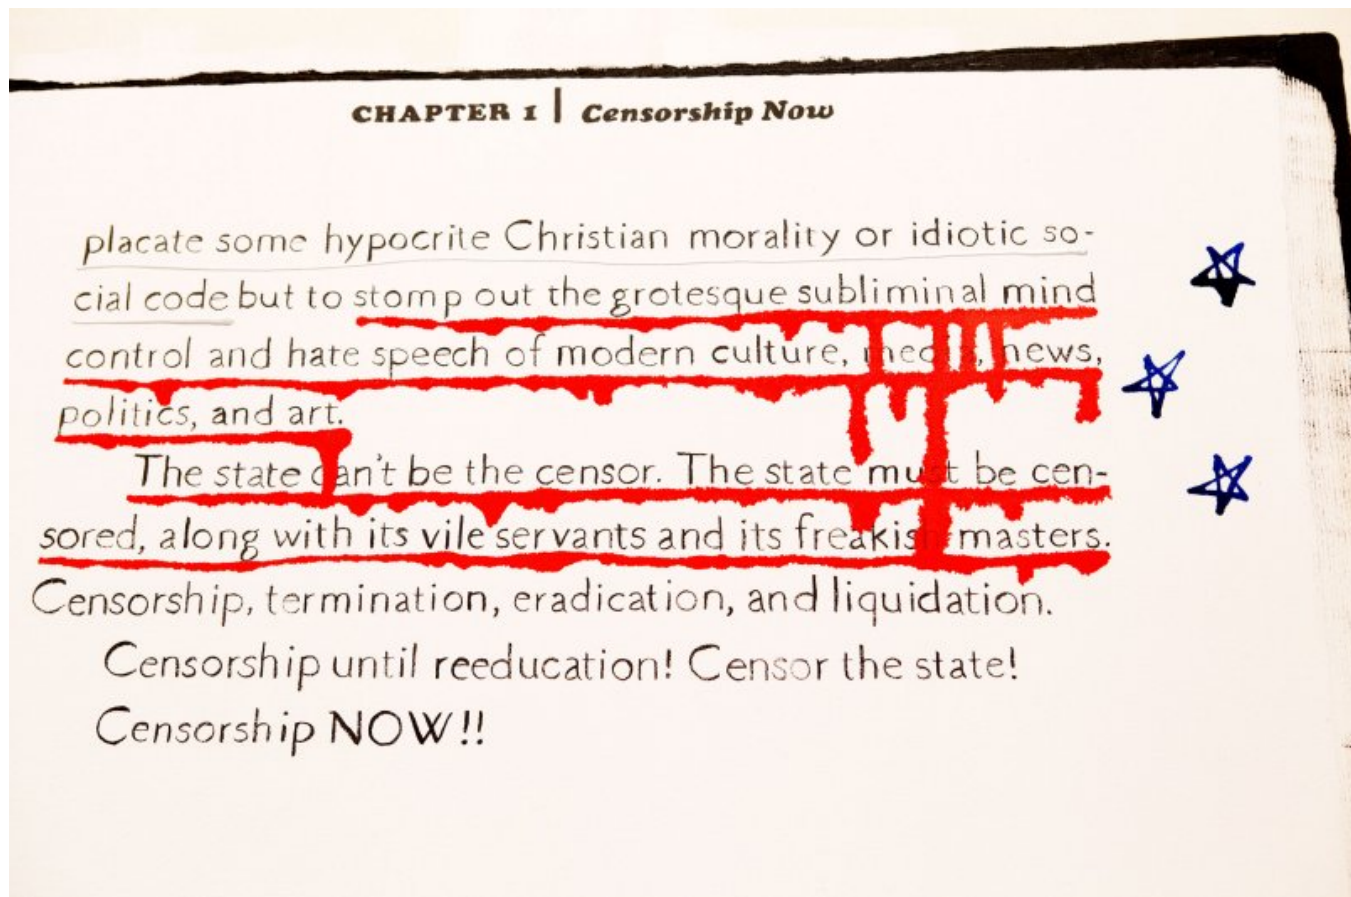 CHAPTER 1 | Censorship Now
placate some hypocrite Christian morality or idiotic so-
cial code but to stomp out the grotesque subliminal mind
control and hate speech of modern culture, media, news,
politics, and art.
The state can't be the censor. The state must be cen-
sored, along with its vile servants and its freakish masters.
Censorship, termination, eradication, and liquidation.
Censorship until reeducation! Censor the state!
Censorship NOW!!